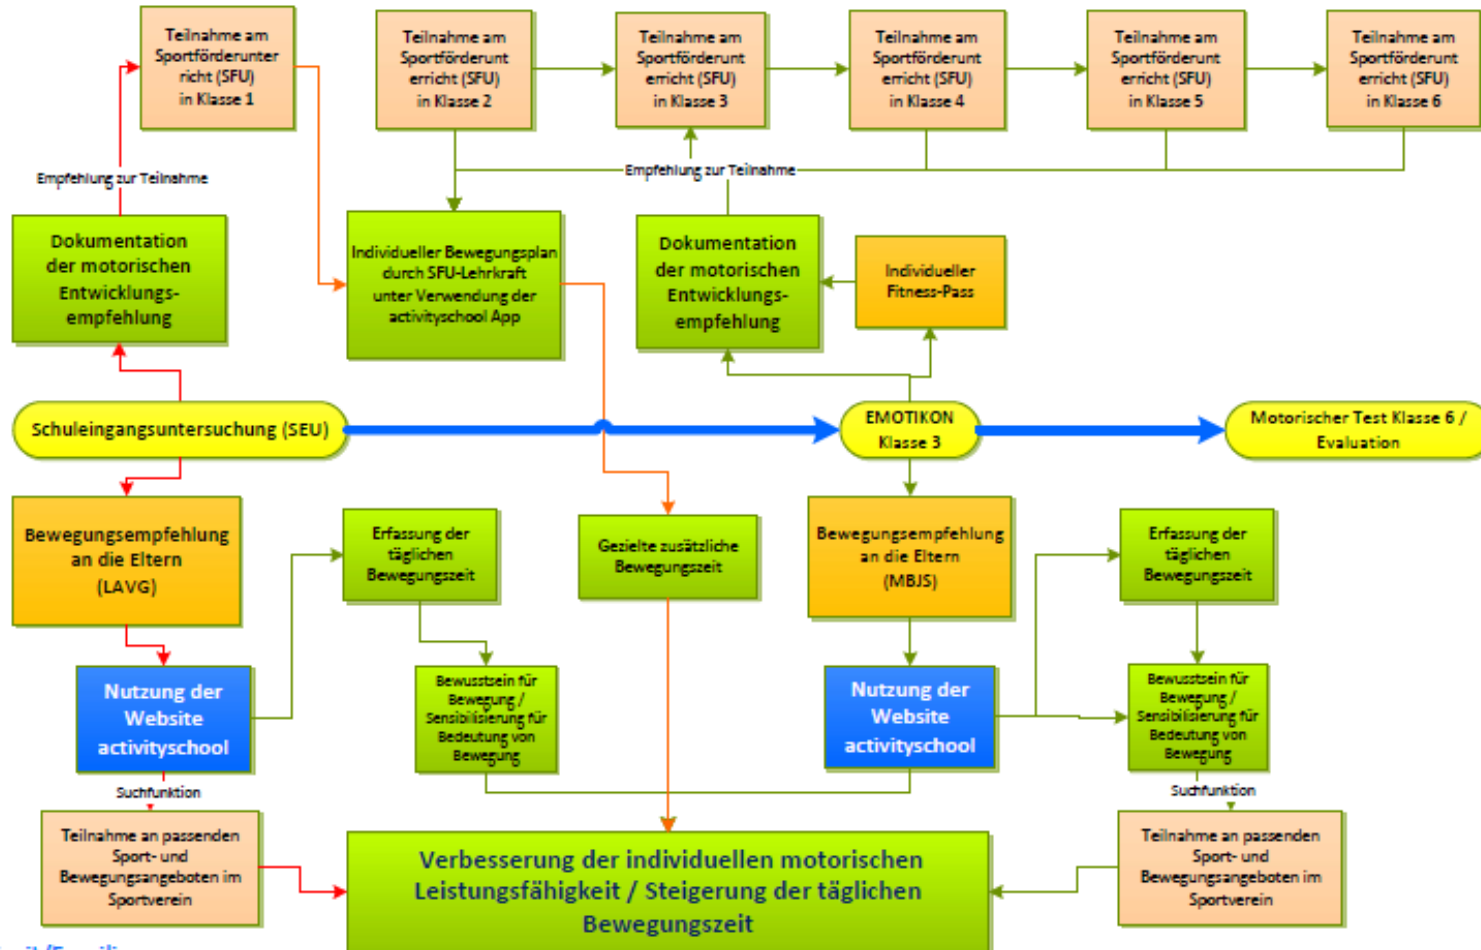 Teilnahme am
Sportförderunter
richt (SFU)
in Klasse 1
Teilnahme am
Sportförderunt
erricht (SFU)
in Klasse 2
Teilnahme am
Sportförderunt
erricht (SFU)
in Klasse 3
Teilnahme am
Sportförderunt
erricht (SFU)
in Klasse 4
Teilnahme am
Sportförderunt
erricht (SFU)
in Klasse 5
Teilnahme am
Sportförderunt
erricht (SFU)
in Klasse 6
Empfehlung zur Teilnahme
Empfehlung zur Teilnahme
Dokumentation
der motorischen
Entwicklungs-
empfehlung
Individueller Bewegungsplan
durch SFU-Lehrkraft
unter Verwendung der
activityschool App
Dokumentation
der motorischen
Entwicklungs-
empfehlung
Individueller
Fitness-Pass
Schuleingangsuntersuchung (SEU)
EMOTIKON
Klasse 3
Motorischer Test Klasse 6 /
Evaluation
Bewegungsempfehlung
an die Eltern
(LAVG)
Erfassung der
täglichen
Bewegungszeit
Gezielte zusätzliche
Bewegungszeit
Bewegungsempfehlung
an die Eltern
(MBJS)
Erfassung der
täglichen
Bewegungszeit
Nutzung der
Website
activityschool
Bewusstsein für
Bewegung /
Sensibilisierung für
Bedeutung von
Bewegung
Nutzung der
Website
activityschool
Bewusstsein für
Bewegung /
Sensibilisierung für
Bedeutung von
Bewegung
Suchfunktion
Suchfunktion
Teilnahme an passenden
Sport- und
Bewegungsangeboten im
Sportverein
Verbesserung der individuellen motorischen
Leistungsfähigkeit / Steigerung der täglichen
Bewegungszeit
Teilnahme an passenden
Sport- und
Bewegungsangeboten im
Sportverein